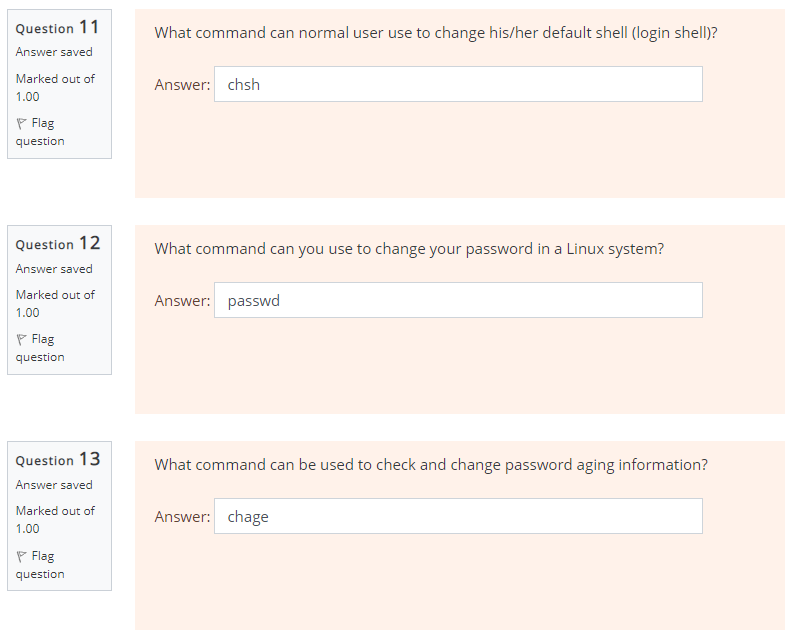 Question 11
Answer saved
Marked out of
1.00
Flag
question
What command can normal user use to change his/her default shell (login shell)?
Answer: chsh
Question 12
Answer saved
Marked out of
1.00
Flag
question
What command can you use to change your password in a Linux system?
Answer: passwd
Question 13
Answer saved
Marked out of
1.00
Flag
question
What command can be used to check and change password aging information?
Answer: chage